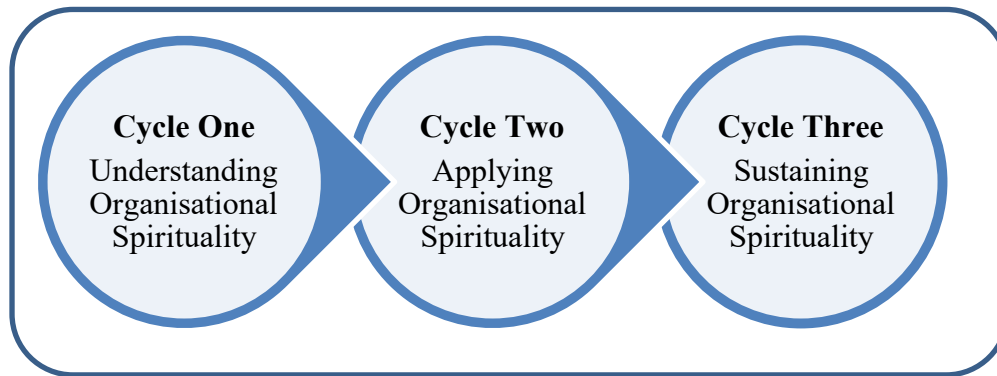 Cycle One
Understanding
Organisational
Spirituality
Cycle Two
Applying
Organisational
Spirituality
Cycle Three
Sustaining
Organisational
Spirituality